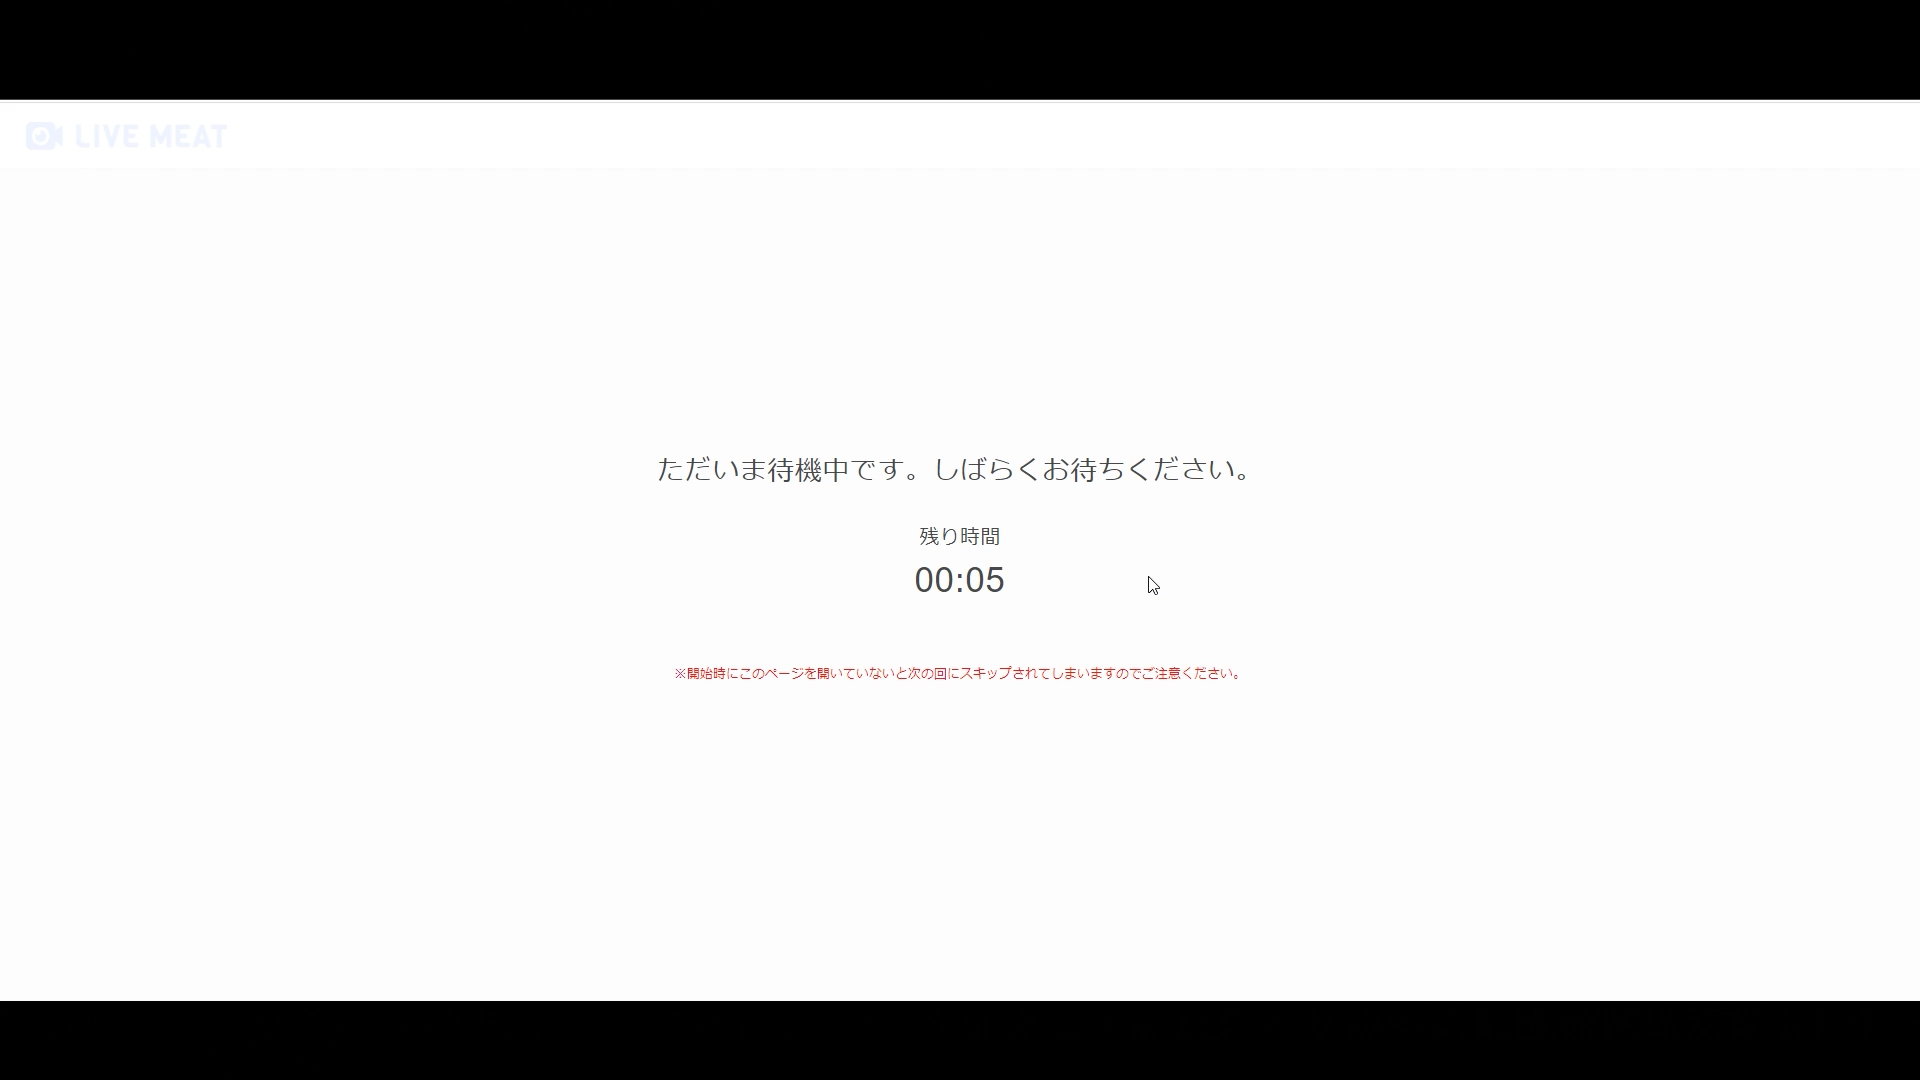 LIVE MEAT
ただいま待機中です。しばらくお待ちください。
残り時間
00:05
※開始時にこのページを開いていないと次の回にスキップされてしまいますのでご注意ください。